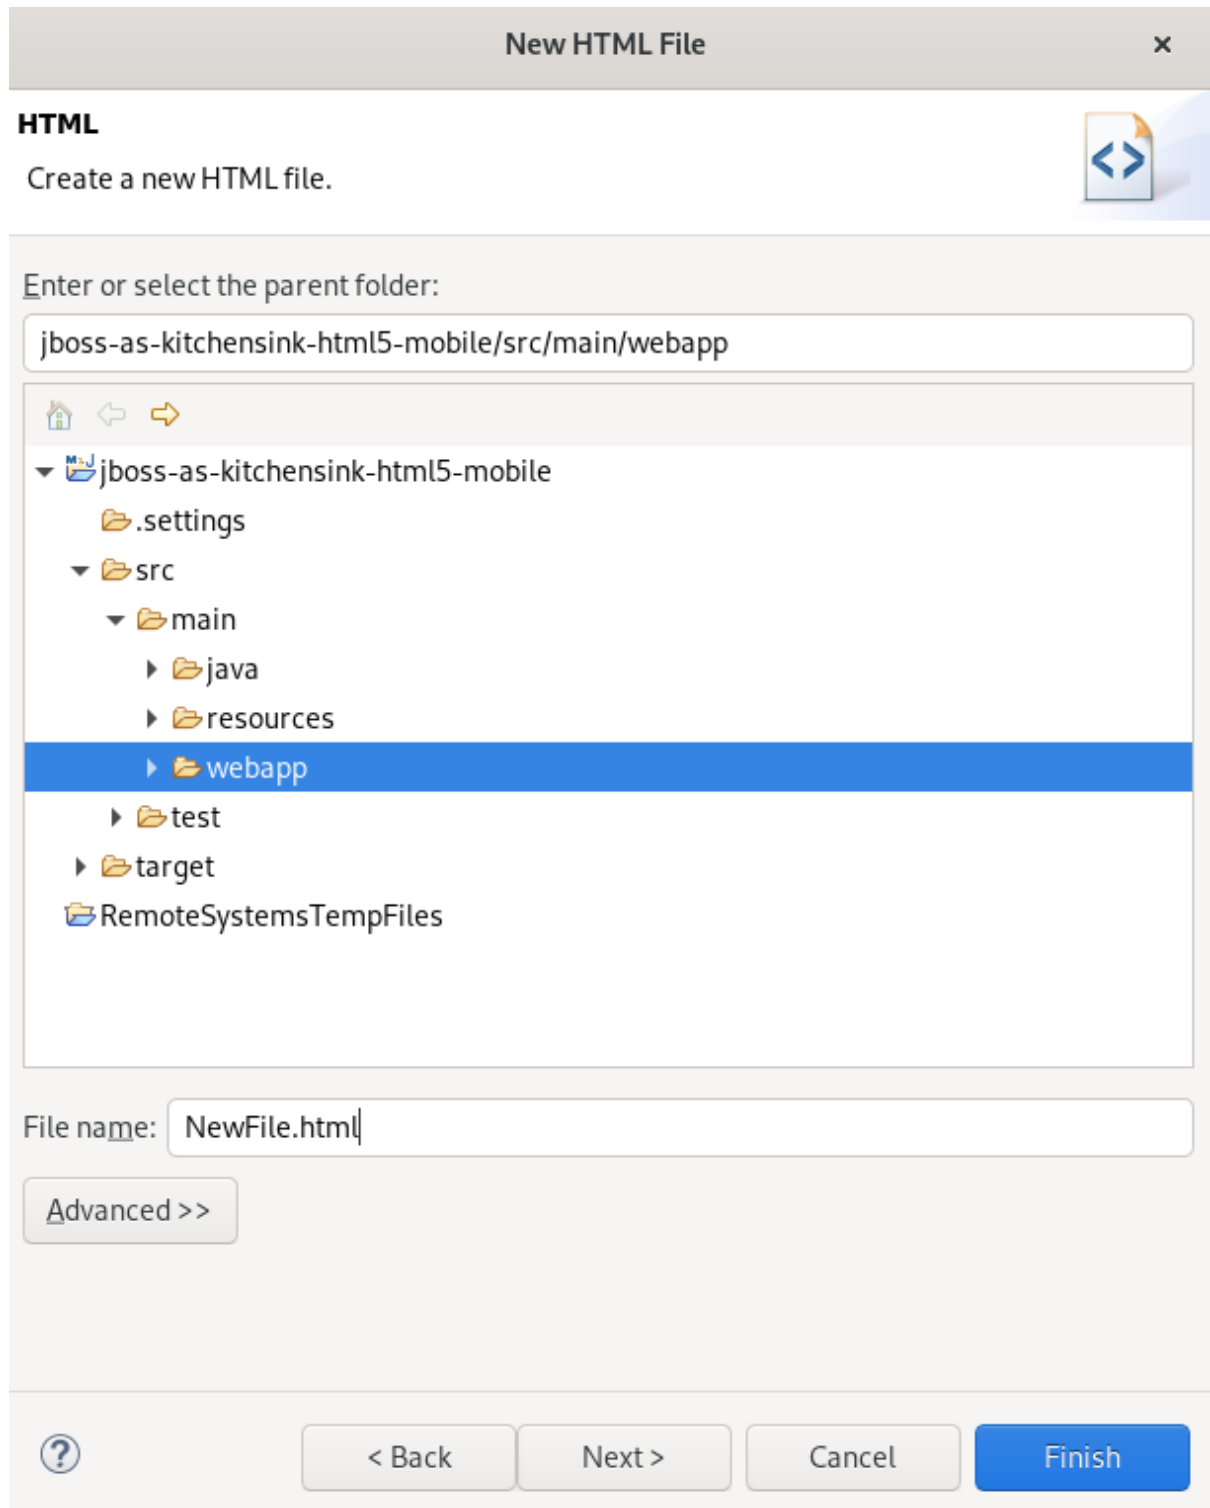 New HTML File ×
HTML
Create a new HTML file.
Enter or select the parent folder:
jboss-as-kitchensink-html5-mobile/src/main/webapp
jboss-as-kitchensink-html5-mobile
.settings
src
main
java
resources
webapp
test
target
RemoteSystemsTempFiles
File name: NewFile.html
Advanced >>
? < Back Next > Cancel Finish